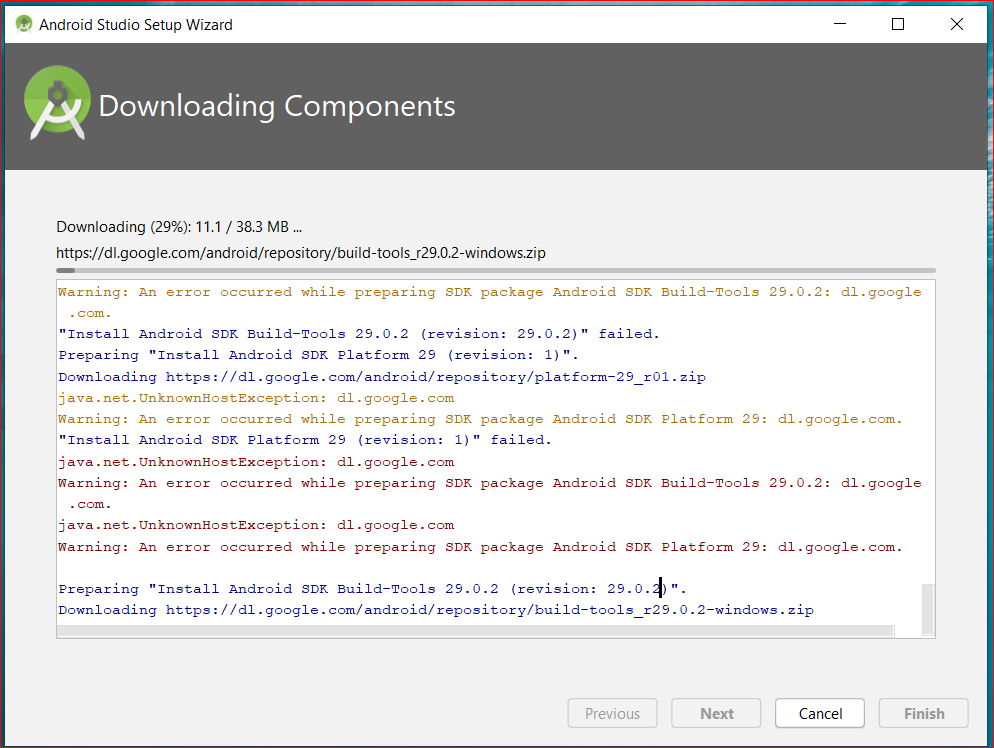 Android Studio Setup Wizard
Downloading Components
Downloading (29%): 11.1 / 38.3 MB ...
https://dl.google.com/android/repository/build-tools_r29.0.2-windows.zip
Warning: An error occurred while preparing SDK package Android SDK Build-Tools 29.0.2: dl.google
.com.
"Install Android SDK Build-Tools 29.0.2 (revision: 29.0.2)" failed.
Preparing "Install Android SDK Platform 29 (revision: 1)".
Downloading https://dl.google.com/android/repository/platform-29_r01.zip
java.net.UnknownHostException: dl.google.com
Warning: An error occurred while preparing SDK package Android SDK Platform 29: dl.google.com.
"Install Android SDK Platform 29 (revision: 1)" failed.
java.net.UnknownHostException: dl.google.com
Warning: An error occurred while preparing SDK package Android SDK Build-Tools 29.0.2: dl.google
.com.
java.net.UnknownHostException: dl.google.com
Warning: An error occurred while preparing SDK package Android SDK Platform 29: dl.google.com.
Preparing "Install Android SDK Build-Tools 29.0.2 (revision: 29.0.2)".
Downloading https://dl.google.com/android/repository/build-tools_r29.0.2-windows.zip
Previous Next Cancel Finish